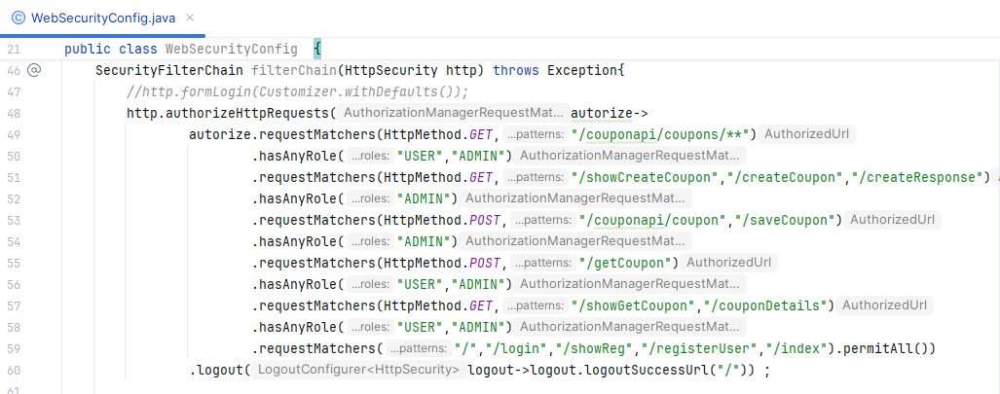 WebSecurityConfig.java ×
21 public class WebSecurityConfig {
46 @ SecurityFilterChain filterChain(HttpSecurity http) throws Exception{
47 //http.formLogin(Customizer.withDefaults());
48 http.authorizeHttpRequests( AuthorizationManagerRequestMat... autorize->
49 autorize.requestMatchers(HttpMethod.GET, ...patterns: "/couponapi/coupons/**") AuthorizedUrl
50 .hasAnyRole( ...roles: "USER","ADMIN") AuthorizationManagerRequestMat...
51 .requestMatchers(HttpMethod.GET, ...patterns: "/showCreateCoupon","/createCoupon","/createResponse")
52 .hasAnyRole( ...roles: "ADMIN") AuthorizationManagerRequestMat...
53 .requestMatchers(HttpMethod.POST, ...patterns: "/couponapi/coupon","/saveCoupon") AuthorizedUrl
54 .hasAnyRole( ...roles: "ADMIN") AuthorizationManagerRequestMat...
55 .requestMatchers(HttpMethod.POST, ...patterns: "/getCoupon") AuthorizedUrl
56 .hasAnyRole( ...roles: "USER","ADMIN") AuthorizationManagerRequestMat...
57 .requestMatchers(HttpMethod.GET, ...patterns: "/showGetCoupon","/couponDetails") AuthorizedUrl
58 .hasAnyRole( ...roles: "USER","ADMIN") AuthorizationManagerRequestMat...
59 .requestMatchers( ...patterns: "/","/login","/showReg","/registerUser","/index").permitAll())
60 .logout( LogoutConfigurer<HttpSecurity> logout->logout.logoutSuccessUrl("/")) ;
61